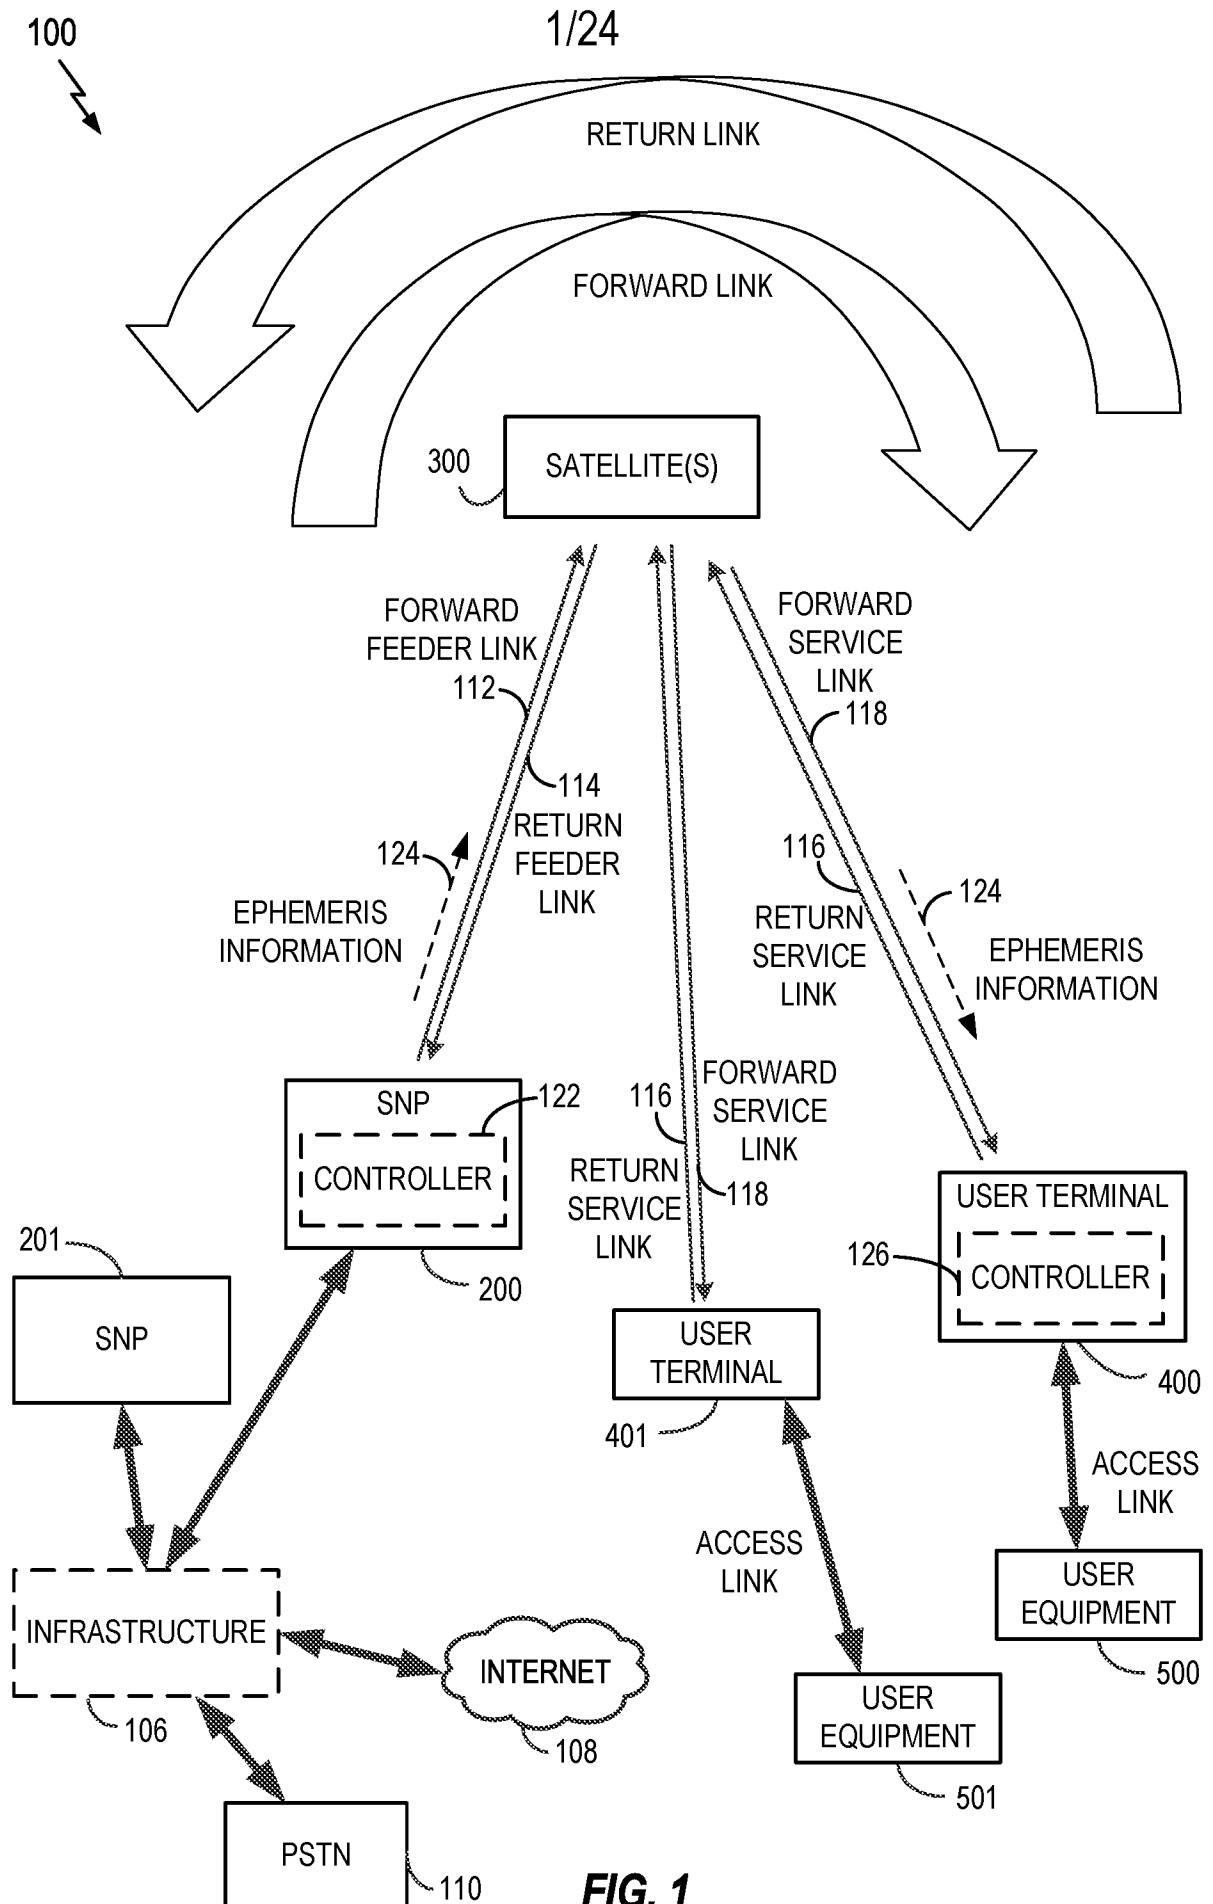 100
1/24
RETURN LINK
FORWARD LINK
300
SATELLITE(S)
FORWARD
FEEDER LINK
112
FORWARD
SERVICE
LINK
118
114
RETURN
FEEDER
LINK
124
EPHEMERIS
INFORMATION
116
RETURN
SERVICE
LINK
124
EPHEMERIS
INFORMATION
SNP
122
CONTROLLER
200
116
FORWARD
SERVICE
LINK
RETURN
SERVICE
LINK
118
USER TERMINAL
126
CONTROLLER
400
201
SNP
USER
TERMINAL
401
ACCESS
LINK
ACCESS
LINK
USER
EQUIPMENT
500
INFRASTRUCTURE
106
INTERNET
108
USER
EQUIPMENT
501
PSTN
110
FIG. 1